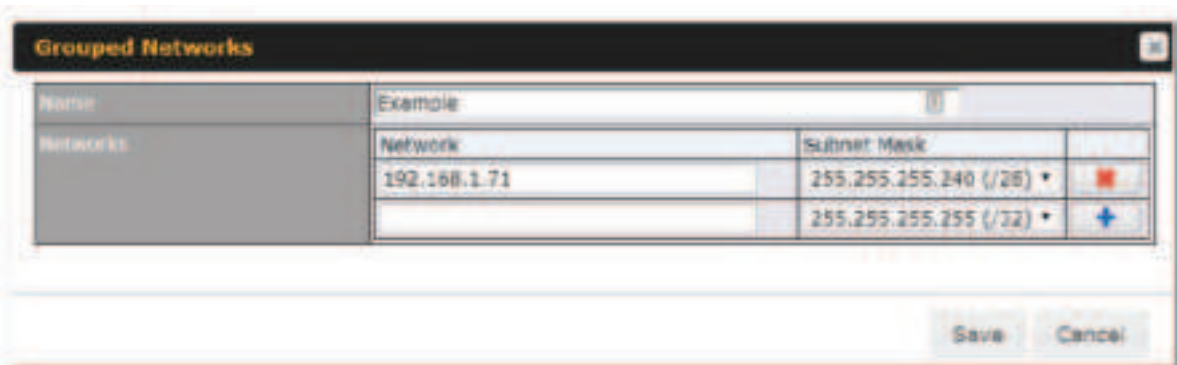 Grouped Networks
Name Example
Networks Network Subnet Mask
192.168.1.71 255.255.255.240 (/28)
255.255.255.255 (/32)
Save Cancel